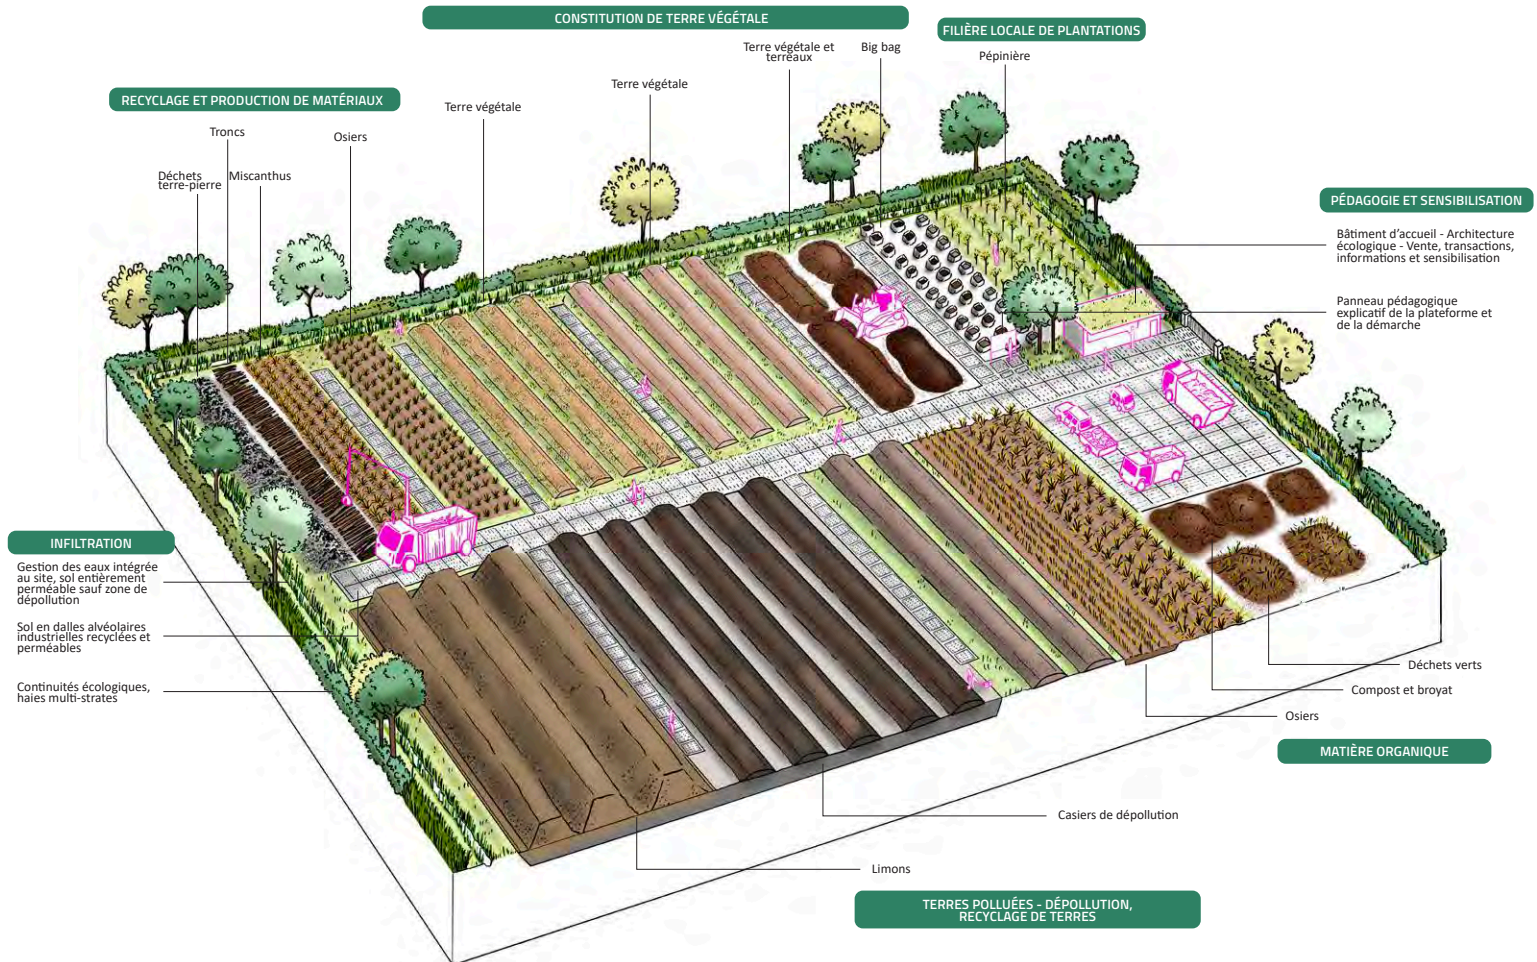 CONSTITUTION DE TERRE VÉGÉTALE
FILIÈRE LOCALE DE PLANTATIONS
Terre végétale et
terreaux
Big bag
Pépinière
Terre végétale
RECYCLAGE ET PRODUCTION DE MATÉRIAUX
Terre végétale
Troncs
Osiers
Déchets
terre-pierre
Miscanthus
PÉDAGOGIE ET SENSIBILISATION
Bâtiment d’accueil - Architecture
écologique - Vente, transactions,
informations et sensibilisation
Panneau pédagogique
explicatif de la plateforme et
de la démarche
INFILTRATION
Gestion des eaux intégrée
au site, sol entièrement
perméable sauf zone de
dépollution
Sol en dalles alvéolaires
industrielles recyclées et
perméables
Continuités écologiques,
haies multi-strates
Déchets verts
Compost et broyat
Osiers
MATIÈRE ORGANIQUE
Casiers de dépollution
Limons
TERRES POLLUÉES - DÉPOLLUTION,
RECYCLAGE DE TERRES